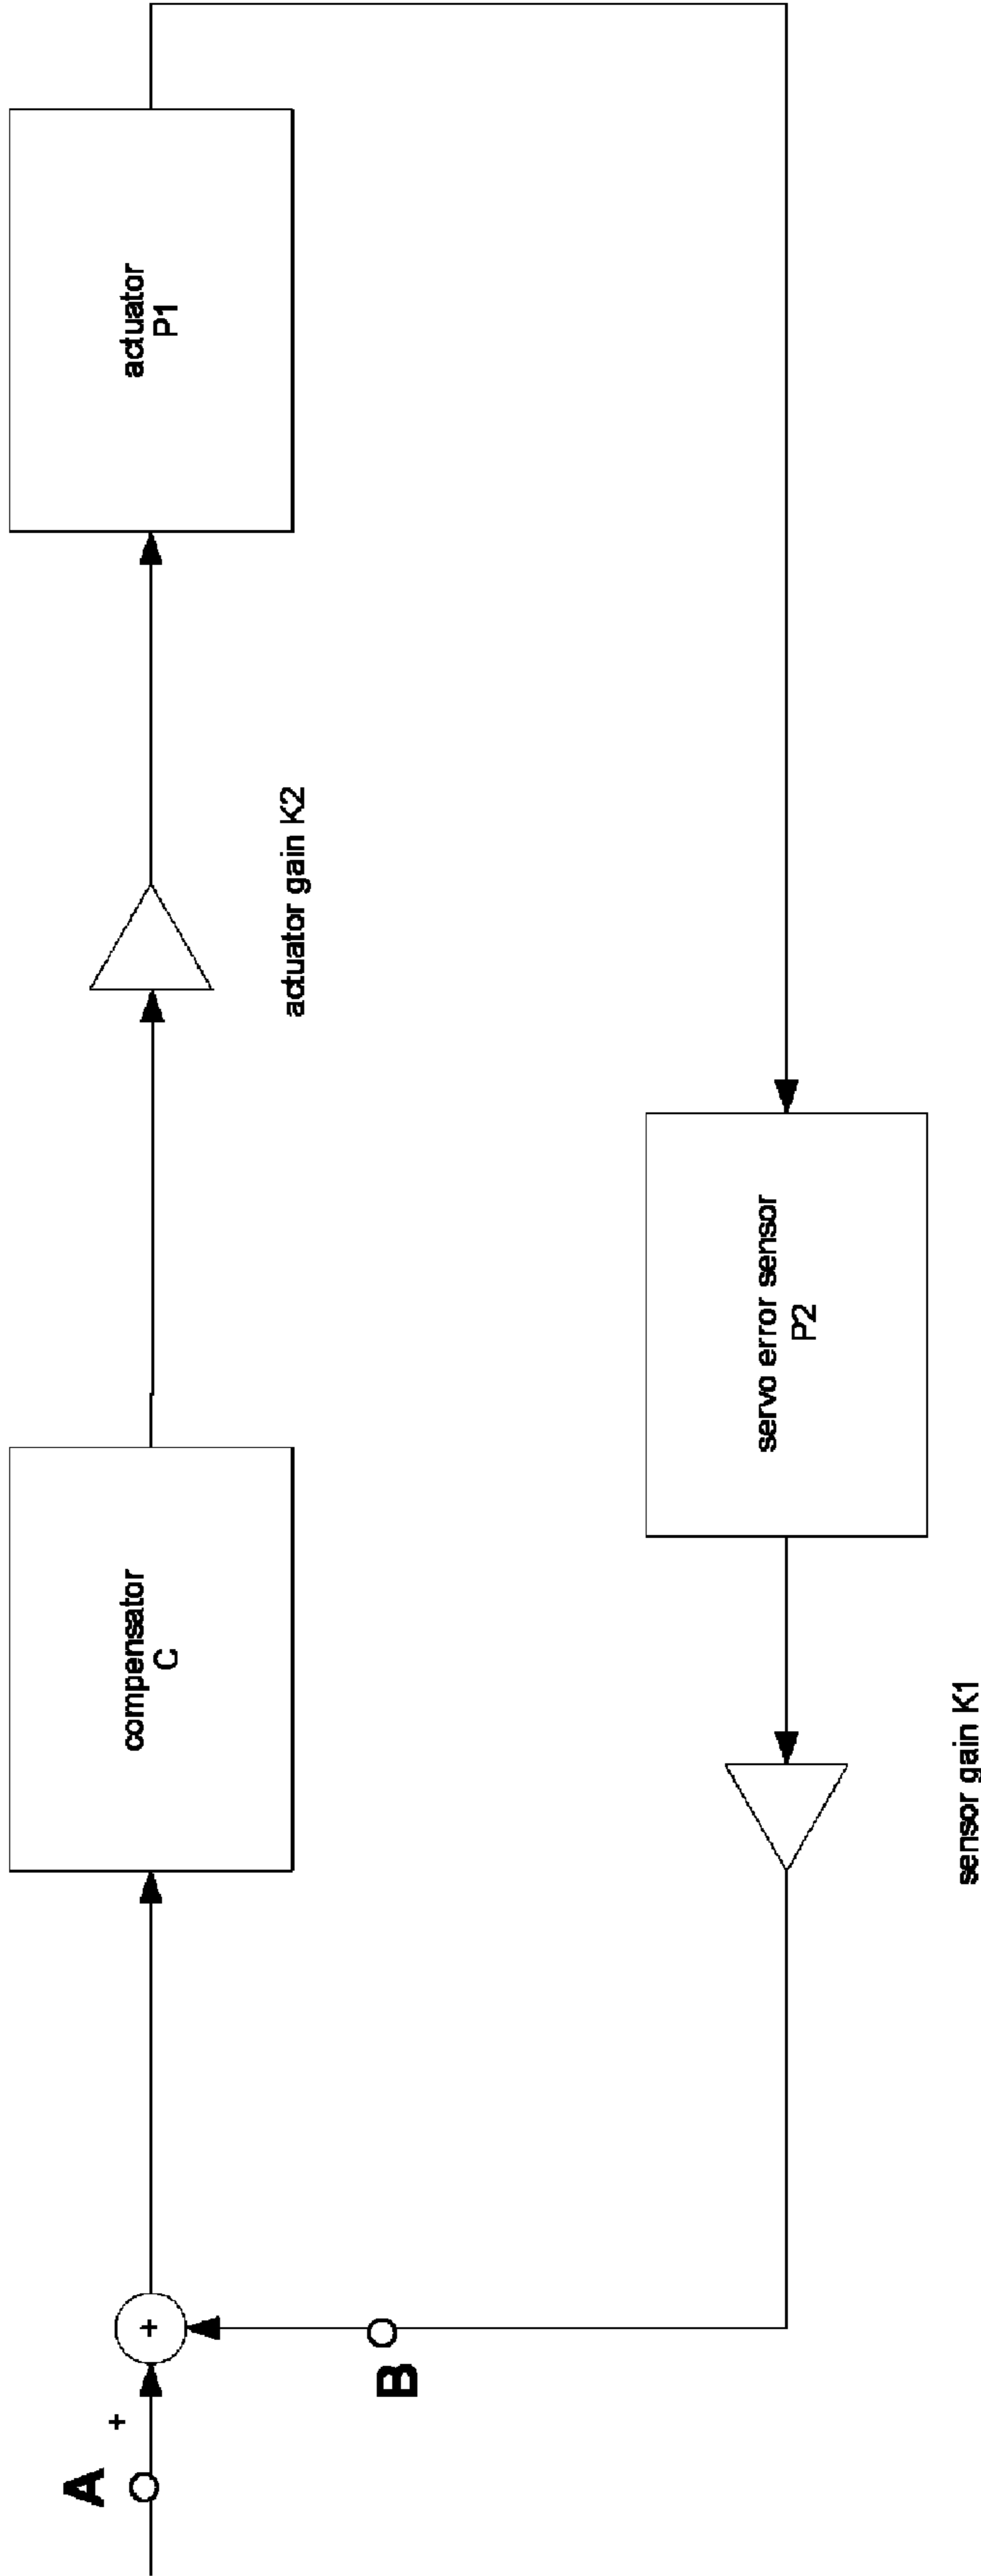 A
+
+
B
compensator
C
actuator gain K2
actuator
P1
sensor gain K1
servo error sensor
P2